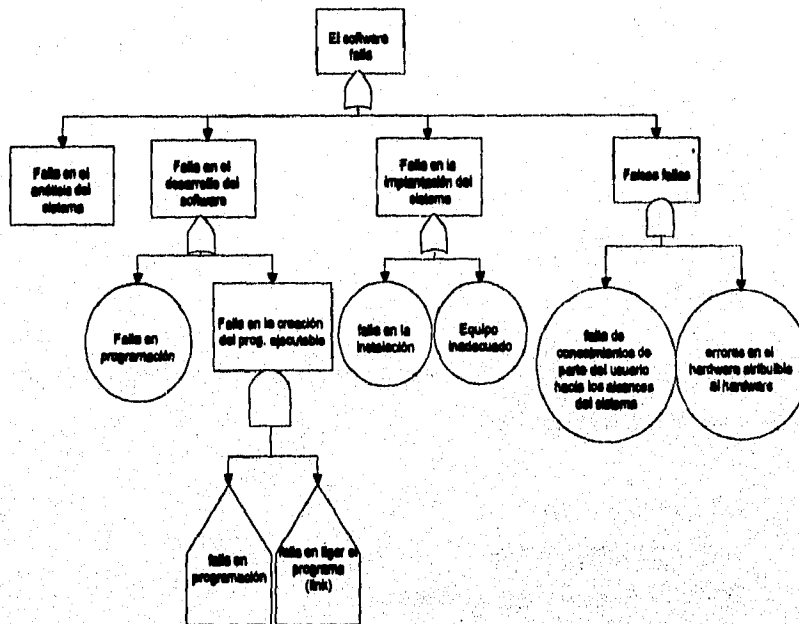 El software
falla
Falla en el
análisis del
sistema
Falla en el
desarrollo del
software
Falla en la
implantación del
sistema
Falsas fallas
Falla en
programación
Falla en la creación
del prog. ejecutable
falla en la
instalación
Equipo
inadecuado
falta de
conocimientos de
parte del usuario
hacia los alcances
del sistema
errores en el
hardware atribuible
al hardware
falla en
programación
falla en ligar el
programa
(link)